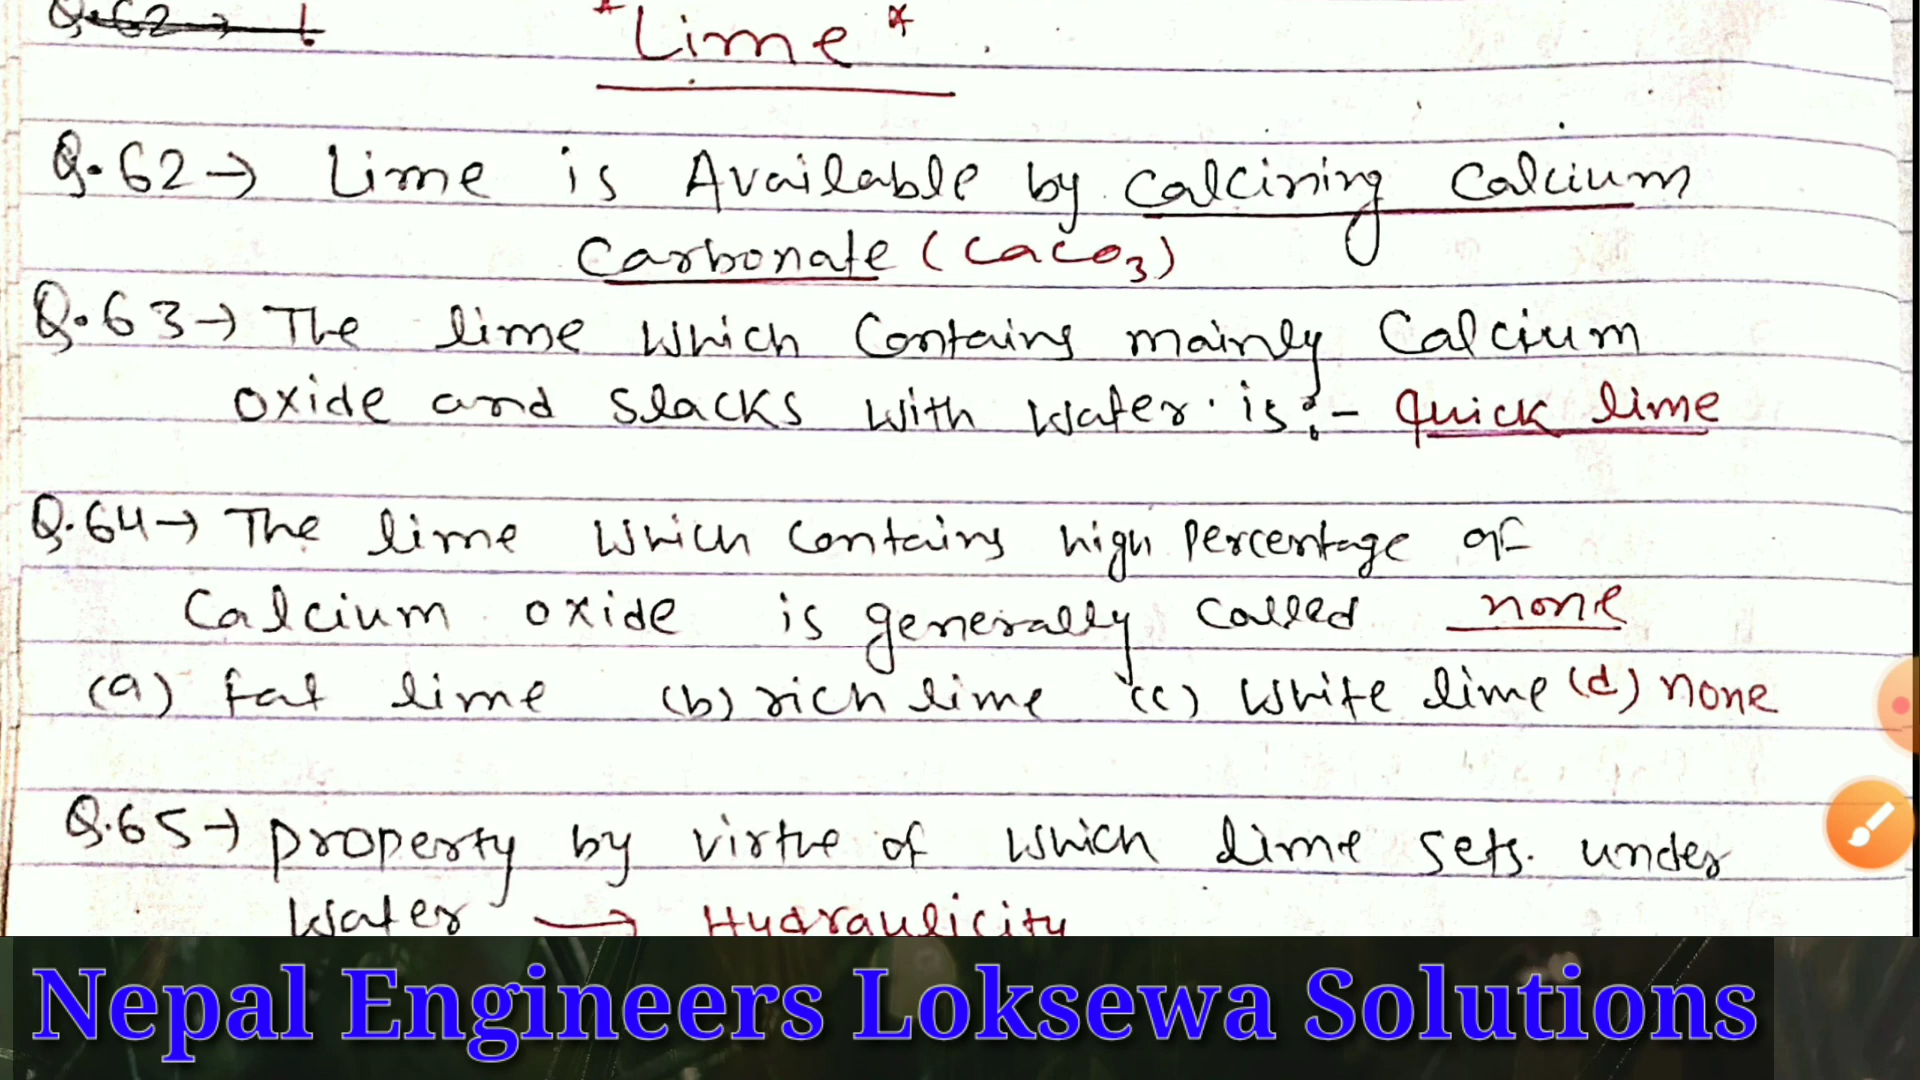 Q.62→
*Lime*
Q.62→ Lime is Available by Calcining Calcium
Carbonate (CaCO3)
Q.63→ The lime which contains mainly Calcium
oxide and slacks with water is:- quick lime
Q.64→ The lime which contains high percentage of
Calcium oxide is generally called none
(a) fat lime (b) rich lime (c) white lime (d) none
Q.65→ property by virtue of which lime sets under
water → Hydraulicity
Nepal Engineers Loksewa Solutions